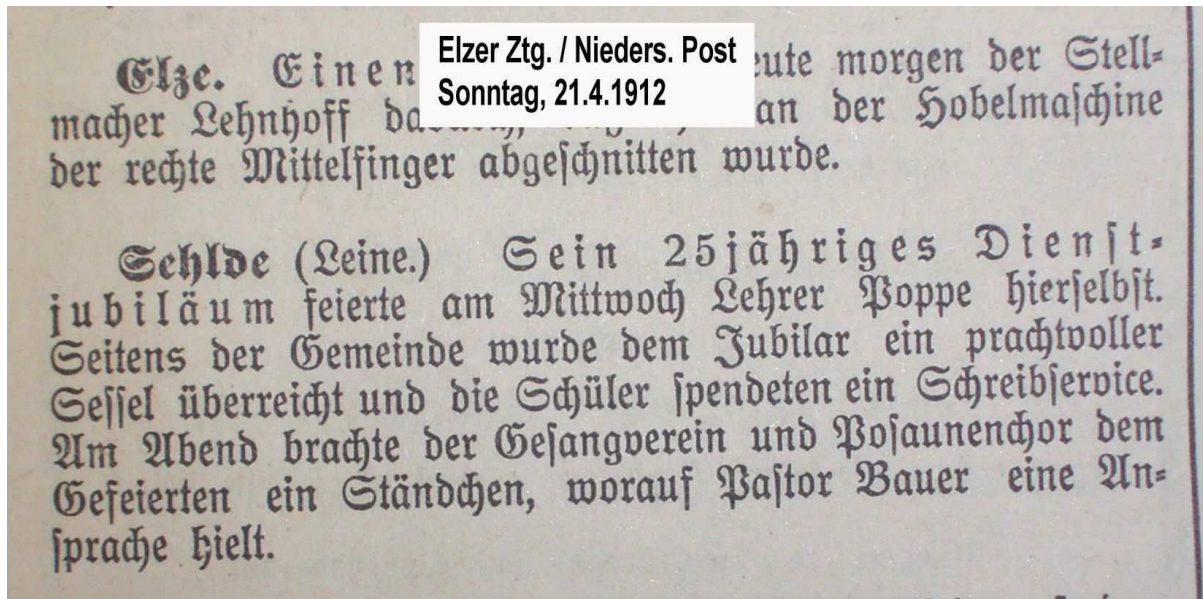 Elzer Ztg. / Nieders. Post
Sonntag, 21.4.1912
Elze. Einen eute morgen der Stell-
macher Lehnhoff an der Hobelmaschine
der rechte Mittelfinger abgeschnitten wurde.
Sehlde (Leine.) Sein 25jähriges Dienst-
jubiläum feierte am Mittwoch Lehrer Poppe hierselbst.
Seitens der Gemeinde wurde dem Jubilar ein prachtvoller
Sessel überreicht und die Schüler spendeten ein Schreibservice.
Am Abend brachte der Gesangverein und Posaunenchor dem
Gefeierten ein Ständchen, worauf Pastor Bauer eine An-
sprache hielt.